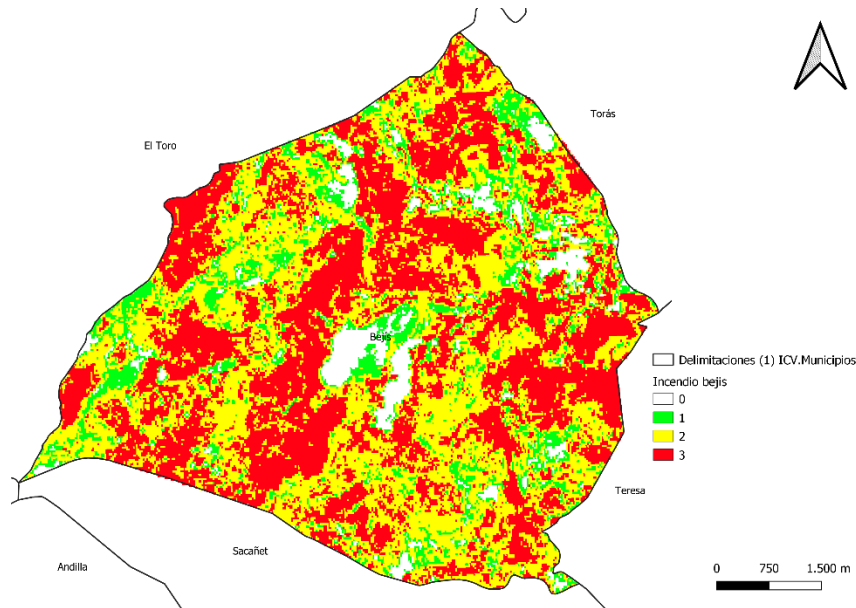 Torás
El Toro
Bejis
Delimitaciones (1) ICV.Municipios
Incendio bejis
0
1
2
3
Teresa
Sacañet
Andilla
0 750 1.500 m